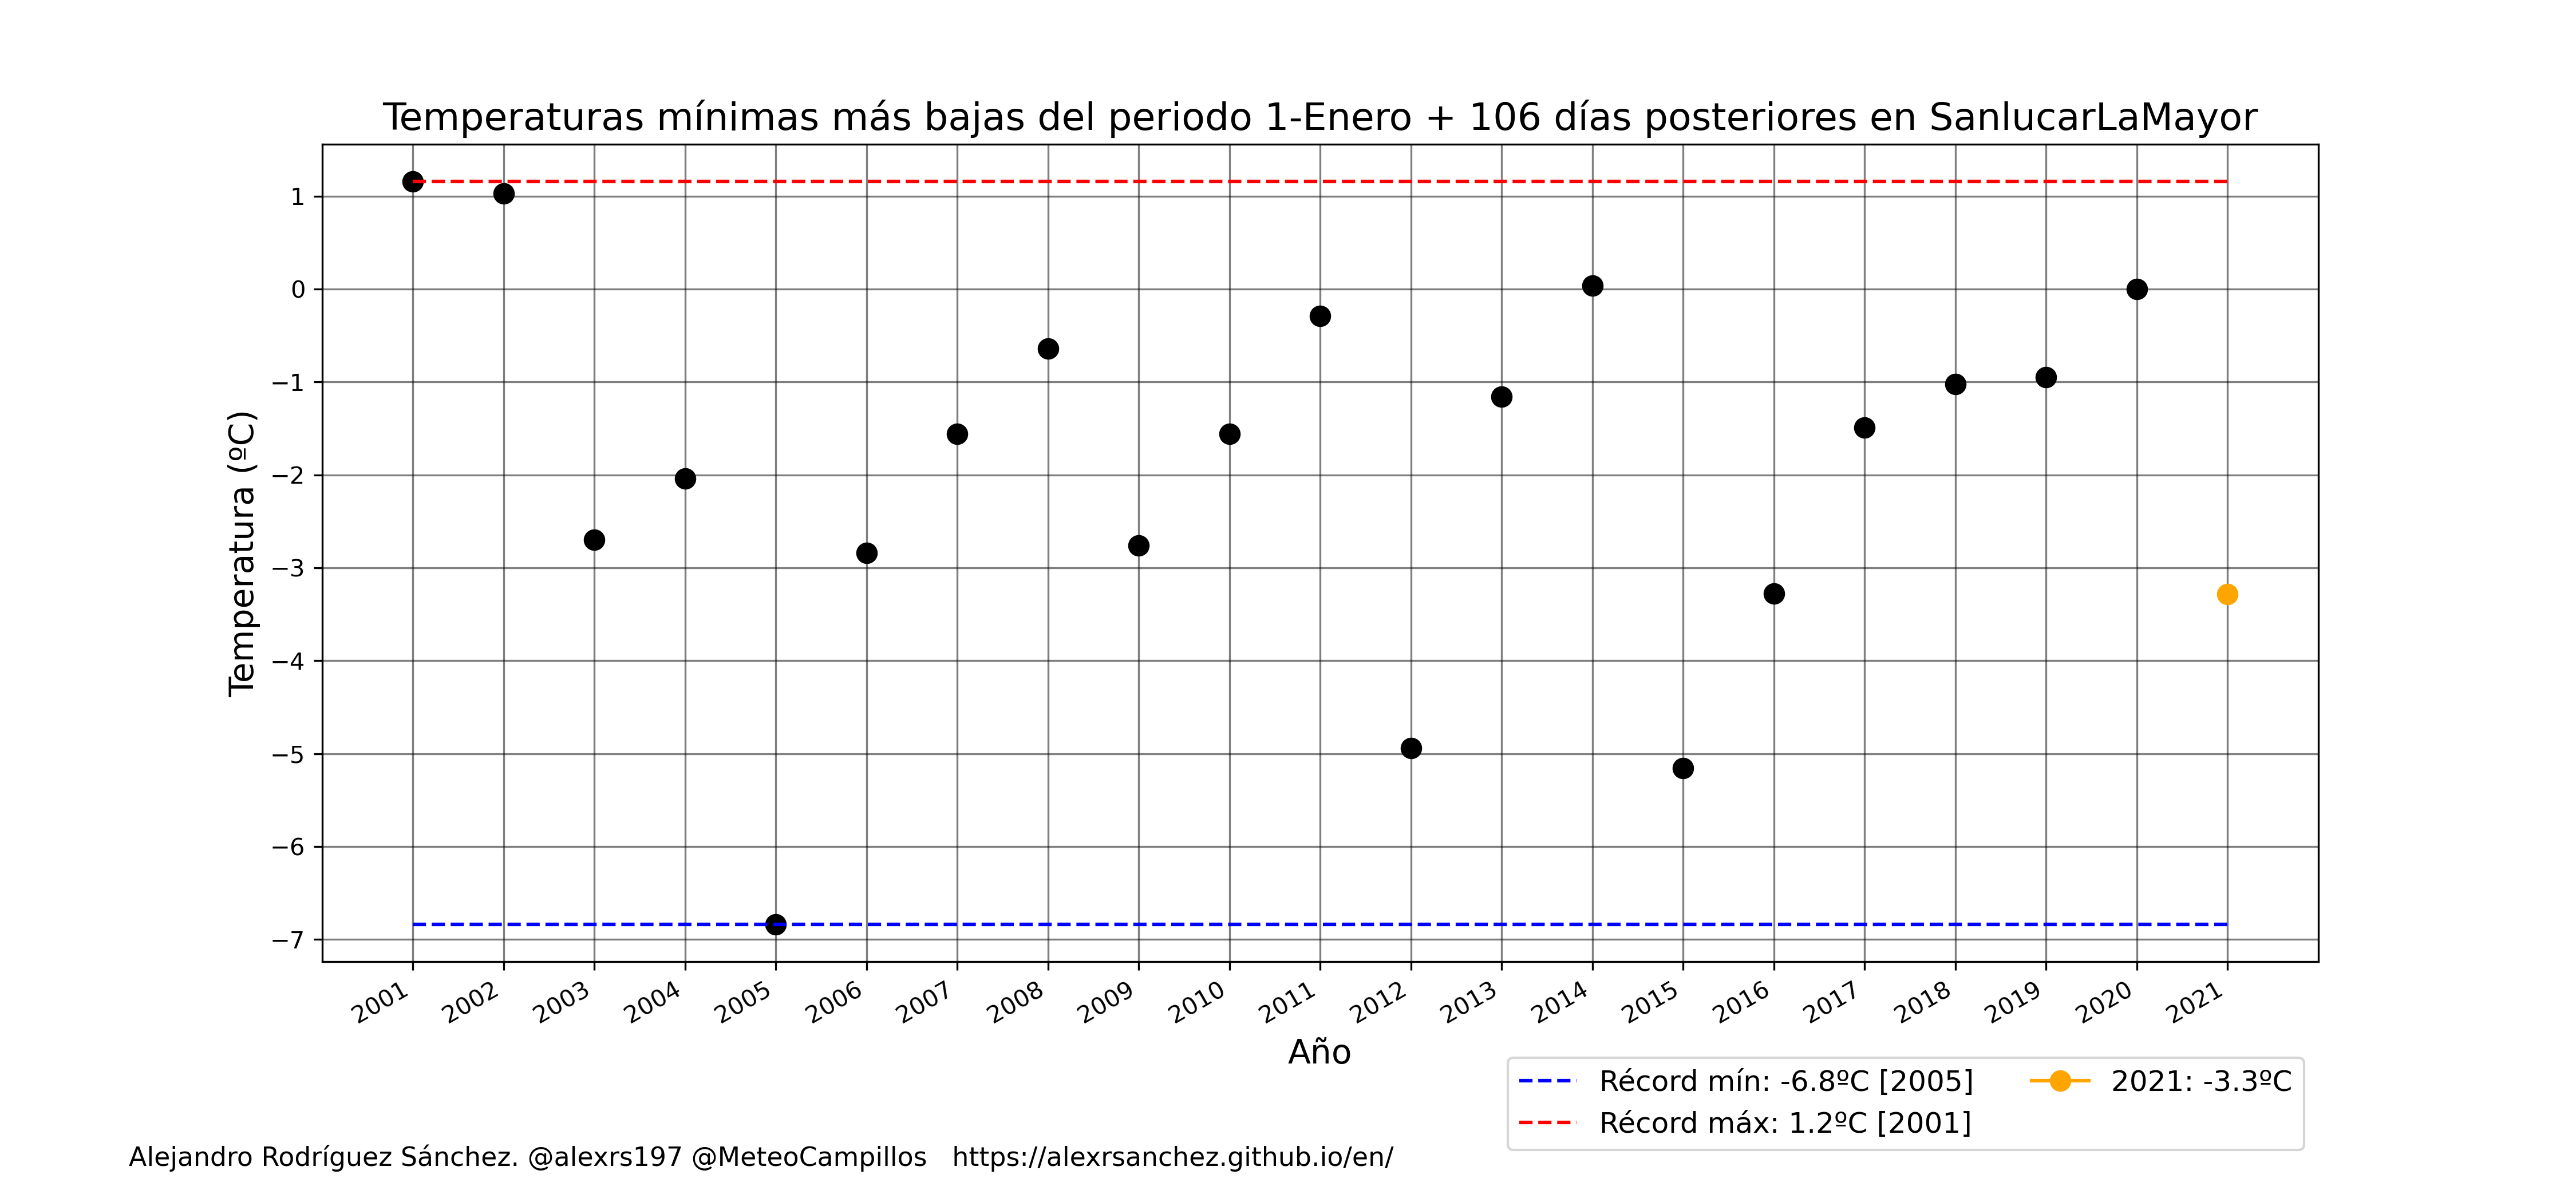 Temperaturas mínimas más bajas del periodo 1-Enero + 106 días posteriores en SanlucarLaMayor
Temperatura (ºC)
1
0
−1
−2
−3
−4
−5
−6
−7
2001 2002 2003 2004 2005 2006 2007 2008 2009 2010 2011 2012 2013 2014 2015 2016 2017 2018 2019 2020 2021
Año
Récord mín: -6.8ºC [2005]
Récord máx: 1.2ºC [2001]
2021: -3.3ºC
Alejandro Rodríguez Sánchez. @alexrs197 @MeteoCampillos   https://alexrsanchez.github.io/en/